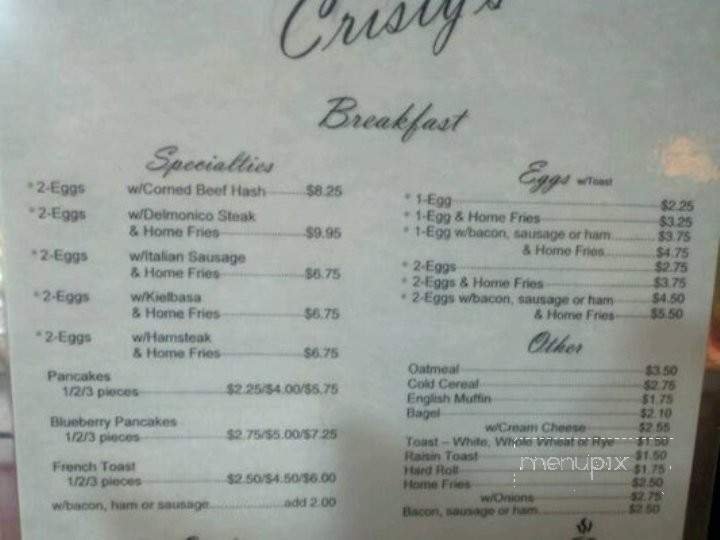 Cristy's
Breakfast
Specialties
* 2-Eggs w/Corned Beef Hash $8.25
* 2-Eggs w/Delmonico Steak
& Home Fries $9.95
* 2-Eggs w/Italian Sausage
& Home Fries $6.75
* 2-Eggs w/Kielbasa
& Home Fries $6.75
* 2-Eggs w/Hamsteak
& Home Fries $6.75
Pancakes
1/2/3 pieces $2.25/$4.00/$5.75
Blueberry Pancakes
1/2/3 pieces $2.75/$5.00/$7.25
French Toast
1/2/3 pieces $2.50/$4.50/$6.00
w/bacon, ham or sausage add 2.00
Eggs w/Toast
* 1-Egg $2.25
* 1-Egg & Home Fries $3.25
* 1-Egg w/bacon, sausage or ham $3.75
& Home Fries $4.75
* 2-Eggs $2.75
* 2-Eggs & Home Fries $3.75
* 2-Eggs w/bacon, sausage or ham $4.50
& Home Fries $5.50
Other
Oatmeal $3.50
Cold Cereal $2.75
English Muffin $1.75
Bagel $2.10
w/Cream Cheese $2.55
Toast – White, Whole Wheat or Rye $1.50
Raisin Toast $1.50
Hard Roll $1.75
Home Fries $2.50
w/Onions $2.75
Bacon, sausage or ham $2.50
menupix